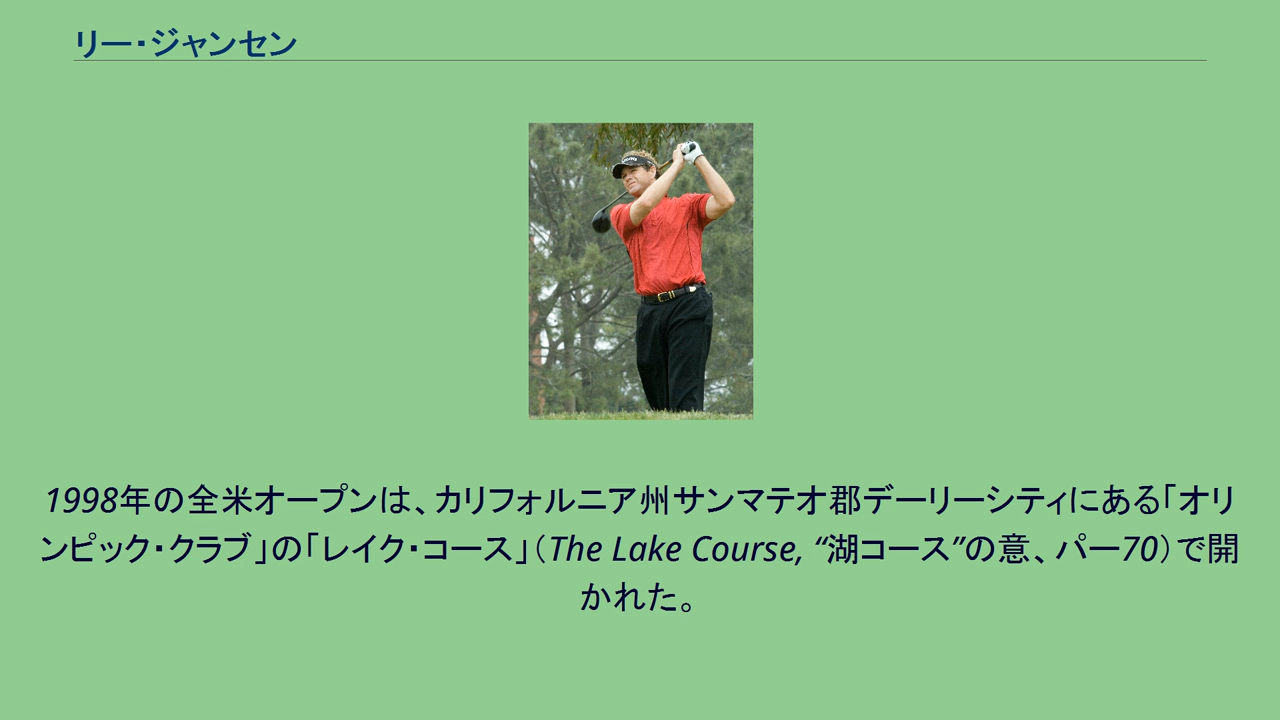 リー・ジャンセン
1998年の全米オープンは、カリフォルニア州サンマテオ郡デーリーシティにある「オリ
ンピック・クラブ」の「レイク・コース」（The Lake Course, “湖コース”の意、パー70）で開
かれた。